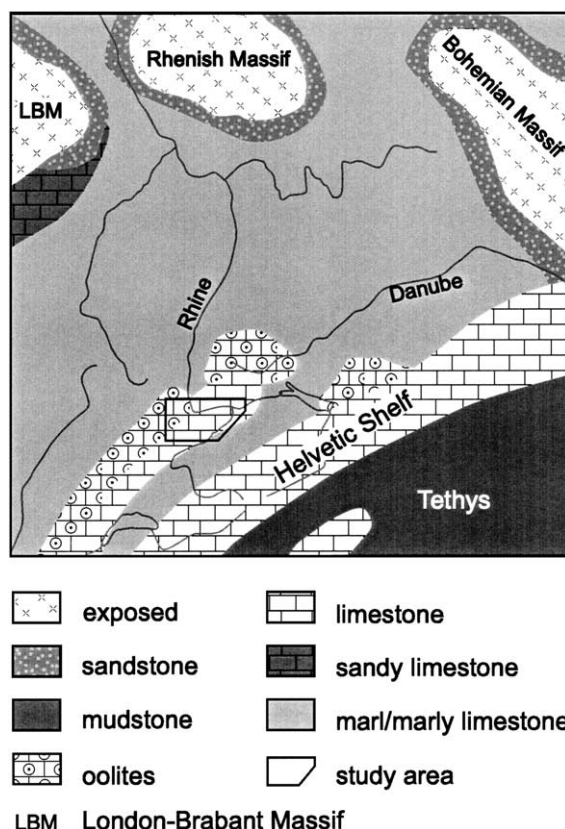 Rhenish Massif
Bohemian Massif
LBM
Rhine
Danube
Helvetic Shelf
Tethys
exposed
limestone
sandstone
sandy limestone
mudstone
marl/marly limestone
oolites
study area
LBM London-Brabant Massif